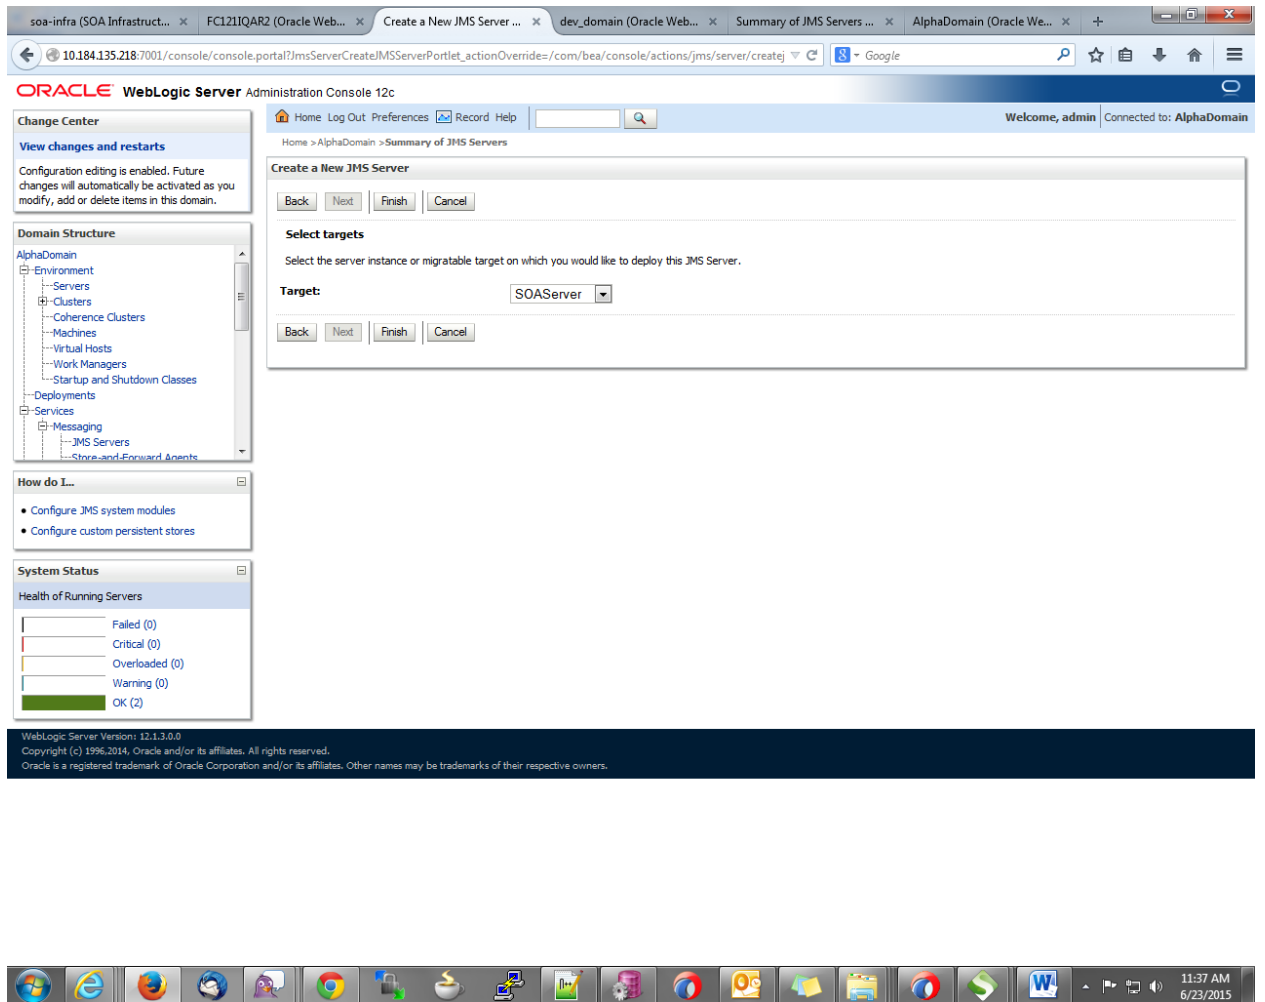 soa-infra (SOA Infrastruct... × FC121IQAR2 (Oracle Web... × Create a New JMS Server ... × dev_domain (Oracle Web... × Summary of JMS Servers ... × AlphaDomain (Oracle We... × +
10.184.135.218:7001/console/console.portal?JmsServerCreateJMSServerPortlet_actionOverride=/com/bea/console/actions/jms/server/createj
8 Google
ORACLE WebLogic Server Administration Console 12c
Change Center
View changes and restarts
Configuration editing is enabled. Future
changes will automatically be activated as you
modify, add or delete items in this domain.
Domain Structure
AlphaDomain
Environment
Servers
Clusters
Coherence Clusters
Machines
Virtual Hosts
Work Managers
Startup and Shutdown Classes
Deployments
Services
Messaging
JMS Servers
Store-and-Forward Agents
How do I...
Configure JMS system modules
Configure custom persistent stores
System Status
Health of Running Servers
Failed (0)
Critical (0)
Overloaded (0)
Warning (0)
OK (2)
Home Log Out Preferences Record Help
Welcome, admin Connected to: AlphaDomain
Home >AlphaDomain >Summary of JMS Servers
Create a New JMS Server
Back Next Finish Cancel
Select targets
Select the server instance or migratable target on which you would like to deploy this JMS Server.
Target: SOAServer
Back Next Finish Cancel
WebLogic Server Version: 12.1.3.0.0
Copyright (c) 1996,2014, Oracle and/or its affiliates. All rights reserved.
Oracle is a registered trademark of Oracle Corporation and/or its affiliates. Other names may be trademarks of their respective owners.
11:37 AM
6/23/2015